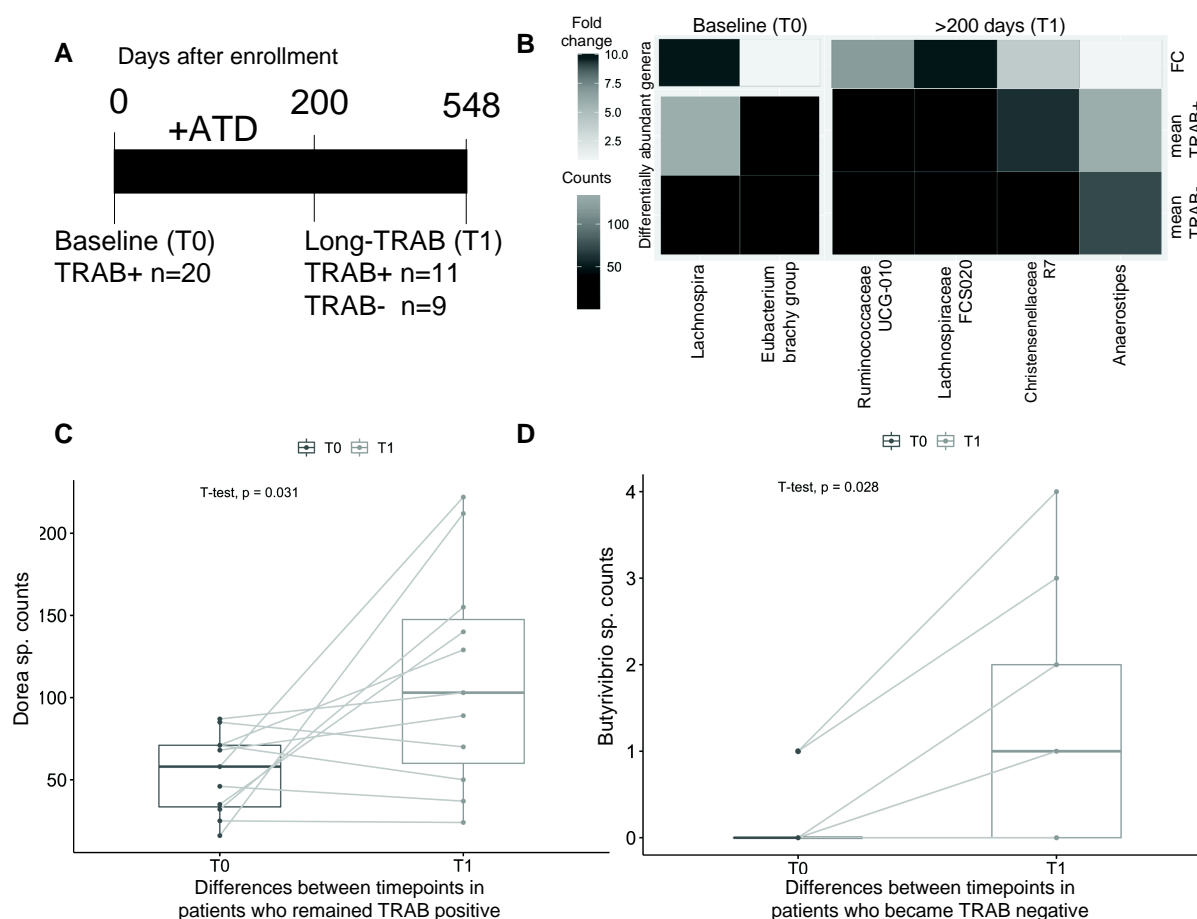 A
Days after enrollment
0
200
548
+ATD
Baseline (T0)
TRAB+ n=20
Long-TRAB (T1)
TRAB+ n=11
TRAB- n=9
B
Fold
change
10.0
7.5
5.0
2.5
Counts
100
50
Baseline (T0)
>200 days (T1)
Differentially abundant genera
FC
mean
TRAB+
mean
TRAB-
Lachnospira
Eubacterium
brachy group
Ruminoccaceae
UCG-010
Lachnospiraceae
FCS020
Christensenellaceae
R7
Anaerostipes
C
T0
T1
T-test, p = 0.031
Dorea sp. counts
200
150
100
50
T0
T1
Differences between timepoints in
patients who remained TRAB positive
D
T0
T1
T-test, p = 0.028
Butyrivibrio sp. counts
4
3
2
1
0
T0
T1
Differences between timepoints in
patients who became TRAB negative